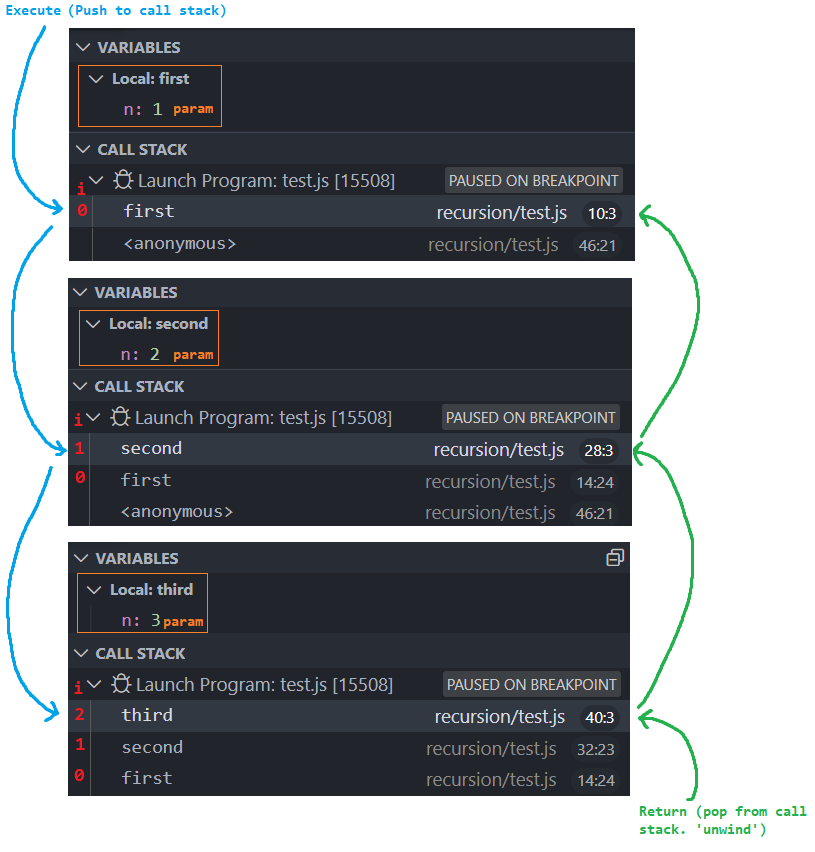 Execute (Push to call stack)
VARIABLES
Local: first
n: 1 param
CALL STACK
i Launch Program: test.js [15508] PAUSED ON BREAKPOINT
0 first recursion/test.js 10:3
<anonymous> recursion/test.js 46:21
VARIABLES
Local: second
n: 2 param
CALL STACK
i Launch Program: test.js [15508] PAUSED ON BREAKPOINT
1 second recursion/test.js 28:3
0 first recursion/test.js 14:24
<anonymous> recursion/test.js 46:21
VARIABLES
Local: third
n: 3 param
CALL STACK
i Launch Program: test.js [15508] PAUSED ON BREAKPOINT
2 third recursion/test.js 40:3
1 second recursion/test.js 32:23
0 first recursion/test.js 14:24
Return (pop from call
stack. 'unwind')